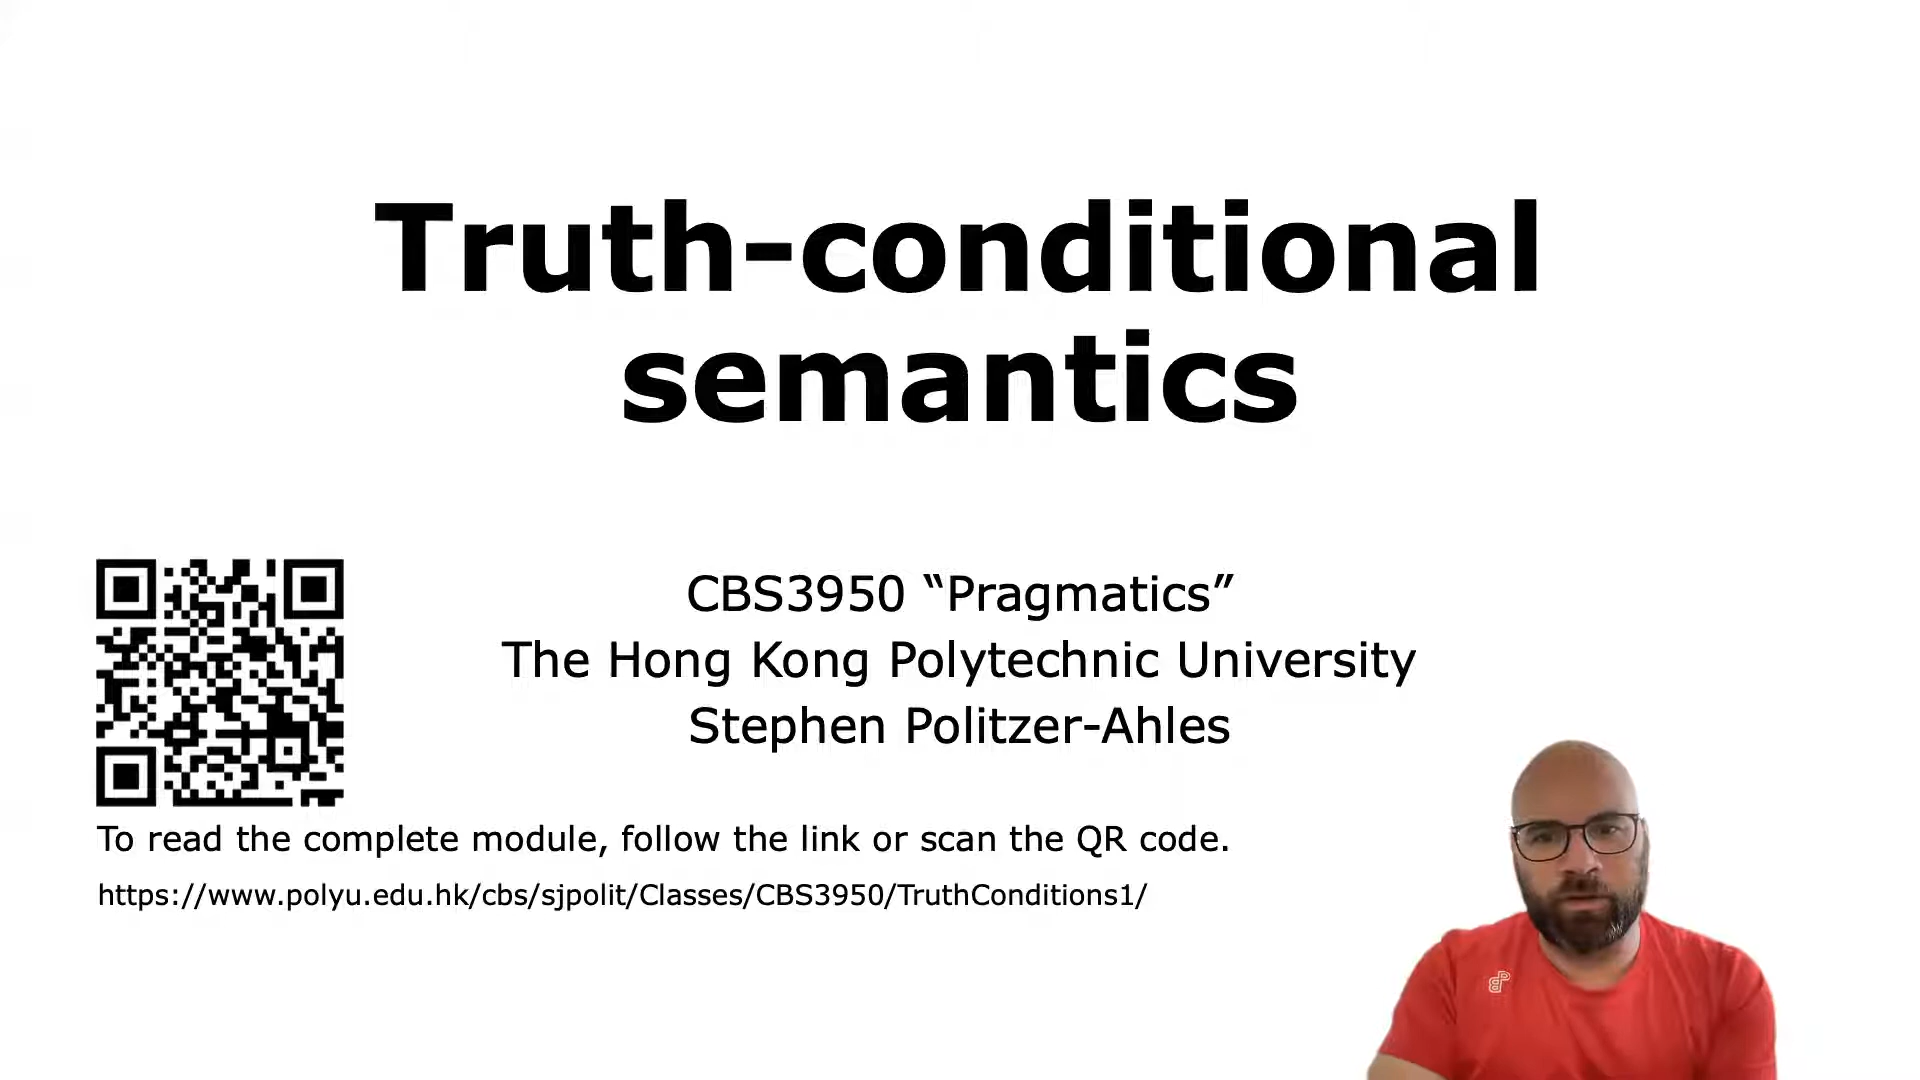 Truth-conditional
semantics
CBS3950 “Pragmatics”
The Hong Kong Polytechnic University
Stephen Politzer-Ahles
To read the complete module, follow the link or scan the QR code.
https://www.polyu.edu.hk/cbs/sjpolit/Classes/CBS3950/TruthConditions1/